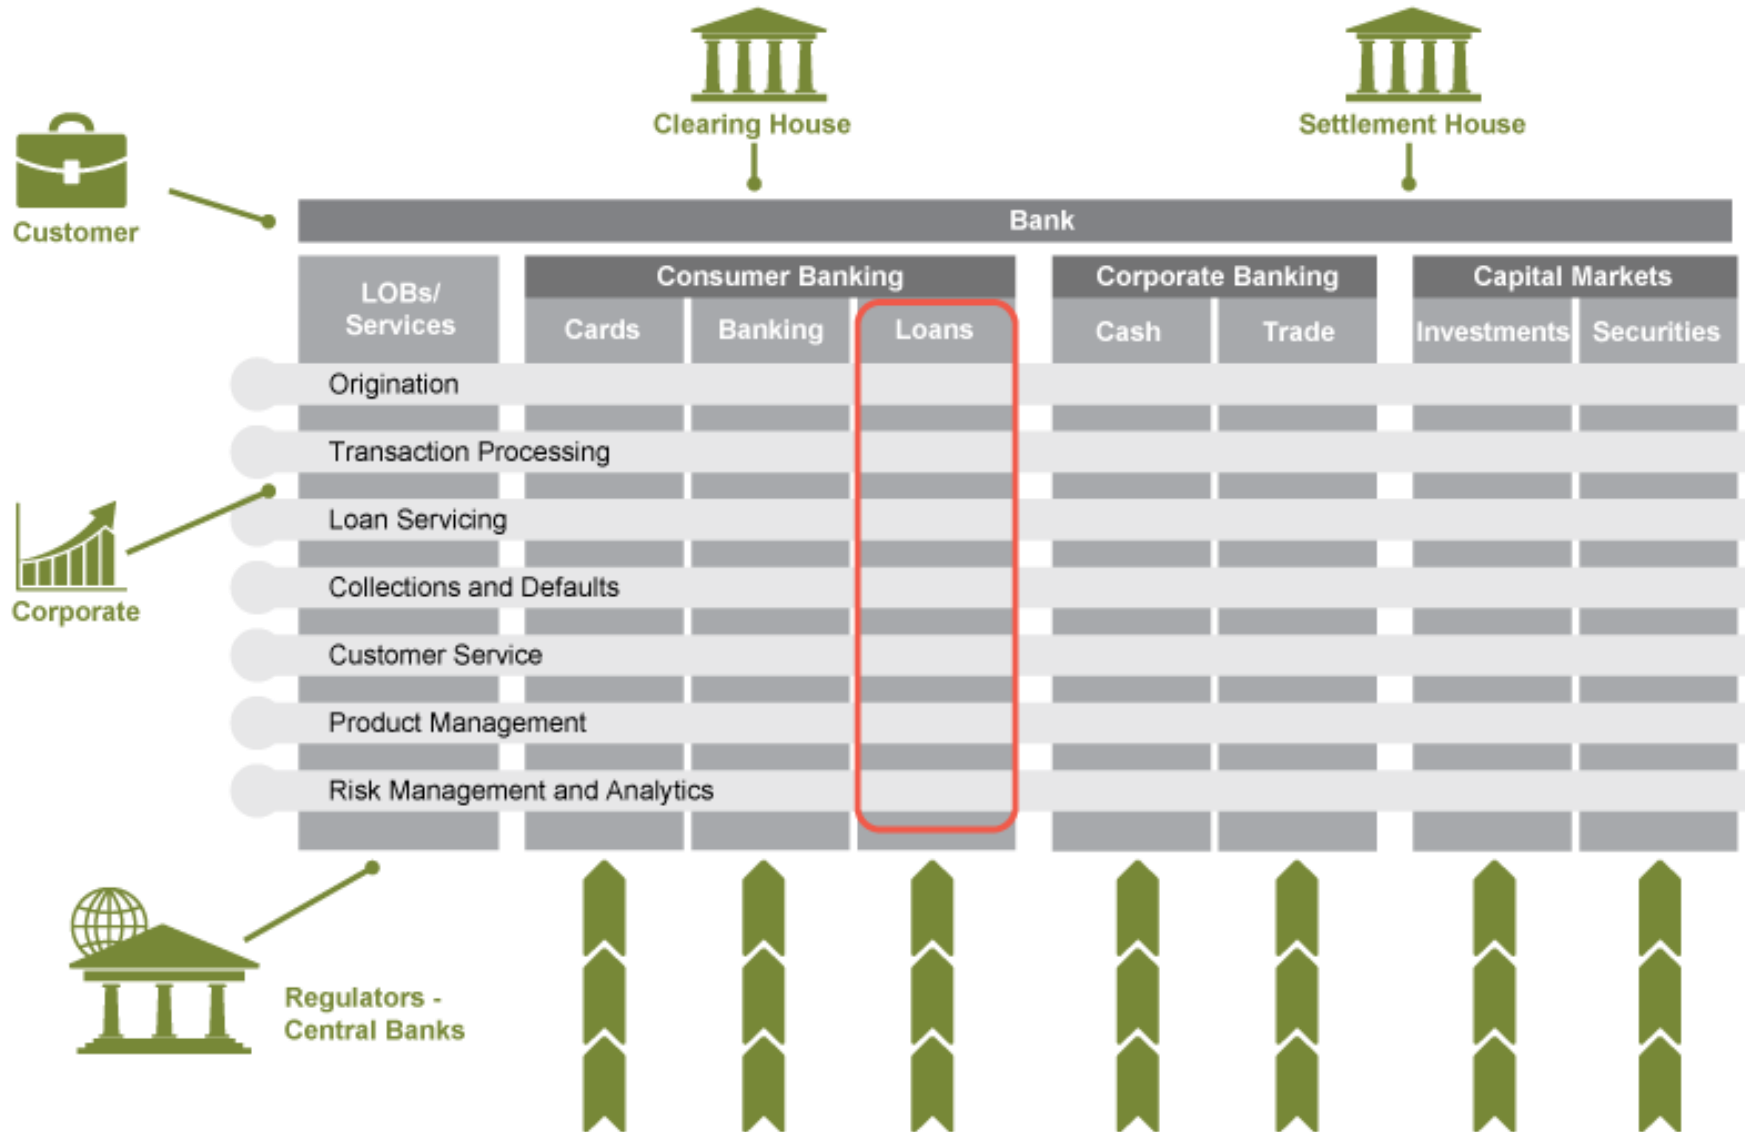 Clearing House
Settlement House
Customer
Bank
LOBs/
Services
Consumer Banking
Corporate Banking
Capital Markets
Cards
Banking
Loans
Cash
Trade
Investments
Securities
Origination
Transaction Processing
Loan Servicing
Collections and Defaults
Corporate
Customer Service
Product Management
Risk Management and Analytics
Regulators -
Central Banks